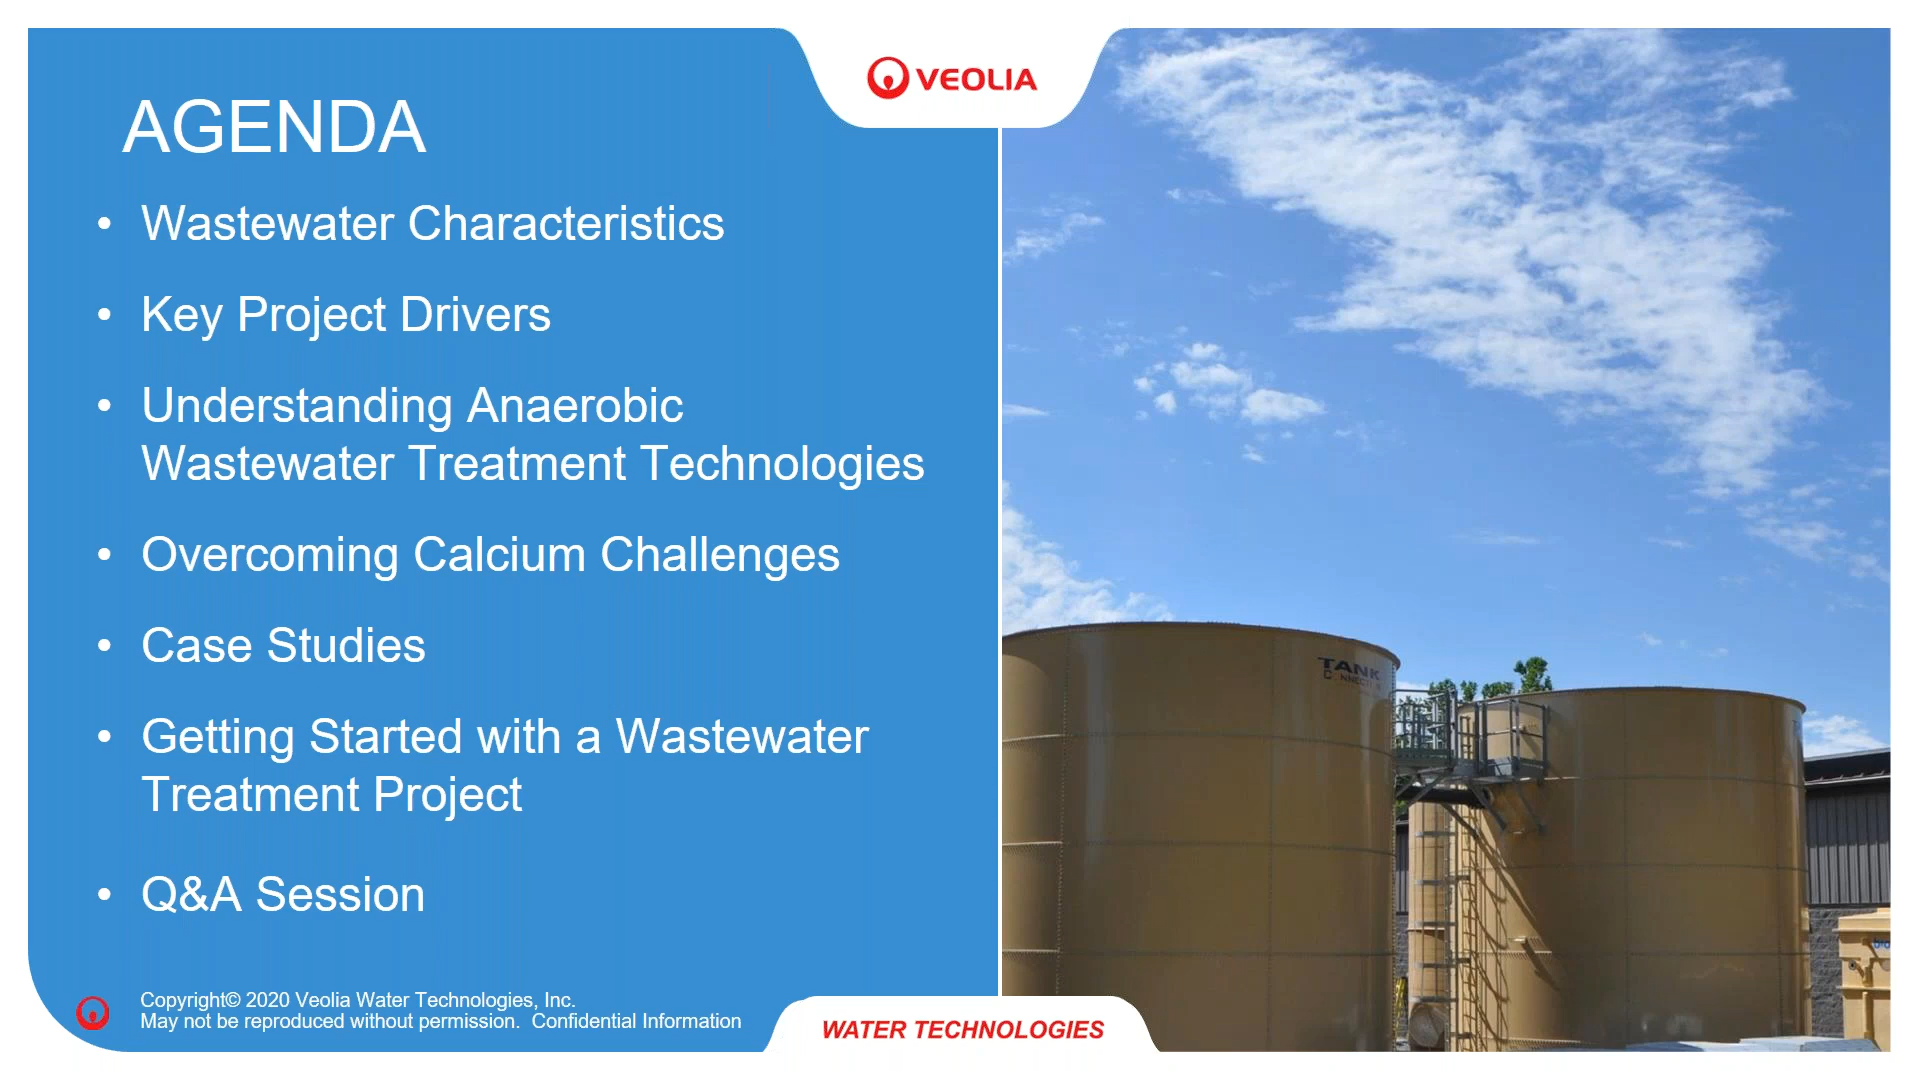 VEOLIA
AGENDA
• Wastewater Characteristics
• Key Project Drivers
• Understanding Anaerobic
Wastewater Treatment Technologies
• Overcoming Calcium Challenges
• Case Studies
• Getting Started with a Wastewater
Treatment Project
• Q&A Session
TANK
Copyright© 2020 Veolia Water Technologies, Inc.
May not be reproduced without permission. Confidential Information
WATER TECHNOLOGIES